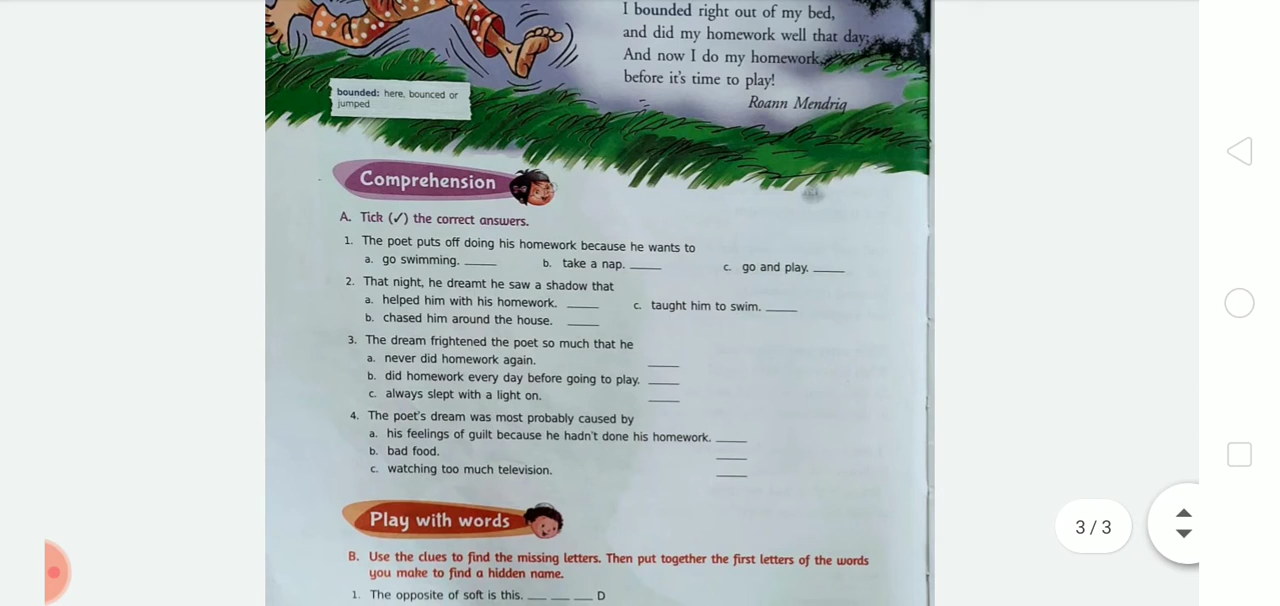 I bounded right out of my bed,
and did my homework well that day;
And now I do my homework,
before it's time to play!
Roann Mendriq
bounded: here, bounced or
jumped
Comprehension
A. Tick (✓) the correct answers.
1. The poet puts off doing his homework because he wants to
a. go swimming. ____ b. take a nap. ____ c. go and play. ____
2. That night, he dreamt he saw a shadow that
a. helped him with his homework. ____ c. taught him to swim. ____
b. chased him around the house. ____
3. The dream frightened the poet so much that he
a. never did homework again. ____
b. did homework every day before going to play. ____
c. always slept with a light on. ____
4. The poet's dream was most probably caused by
a. his feelings of guilt because he hadn't done his homework. ____
b. bad food. ____
c. watching too much television. ____
Play with words
B. Use the clues to find the missing letters. Then put together the first letters of the words
you make to find a hidden name.
1. The opposite of soft is this. __ __ __ D
3 / 3